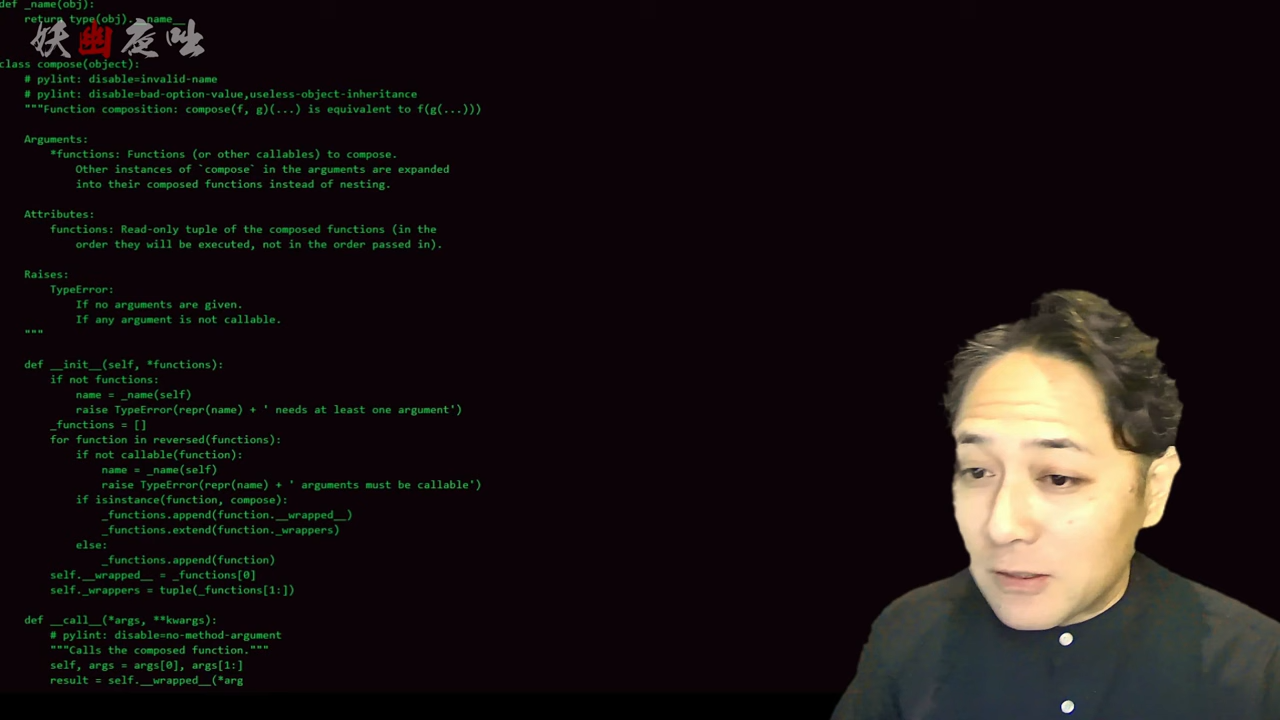 def _name(obj):
    return type(obj).__name__
妖幽夜咄
class compose(object):
    # pylint: disable=invalid-name
    # pylint: disable=bad-option-value,useless-object-inheritance
    """Function composition: compose(f, g)(...) is equivalent to f(g(...)))

    Arguments:
        *functions: Functions (or other callables) to compose.
            Other instances of `compose` in the arguments are expanded
            into their composed functions instead of nesting.

    Attributes:
        functions: Read-only tuple of the composed functions (in the
            order they will be executed, not in the order passed in).

    Raises:
        TypeError:
            If no arguments are given.
            If any argument is not callable.
    """

    def __init__(self, *functions):
        if not functions:
            name = _name(self)
            raise TypeError(repr(name) + ' needs at least one argument')
        _functions = []
        for function in reversed(functions):
            if not callable(function):
                name = _name(self)
                raise TypeError(repr(name) + ' arguments must be callable')
            if isinstance(function, compose):
                _functions.append(function.__wrapped__)
                _functions.extend(function._wrappers)
            else:
                _functions.append(function)
        self.__wrapped__ = _functions[0]
        self._wrappers = tuple(_functions[1:])

    def __call__(*args, **kwargs):
        # pylint: disable=no-method-argument
        """Calls the composed function."""
        self, args = args[0], args[1:]
        result = self.__wrapped__(*arg